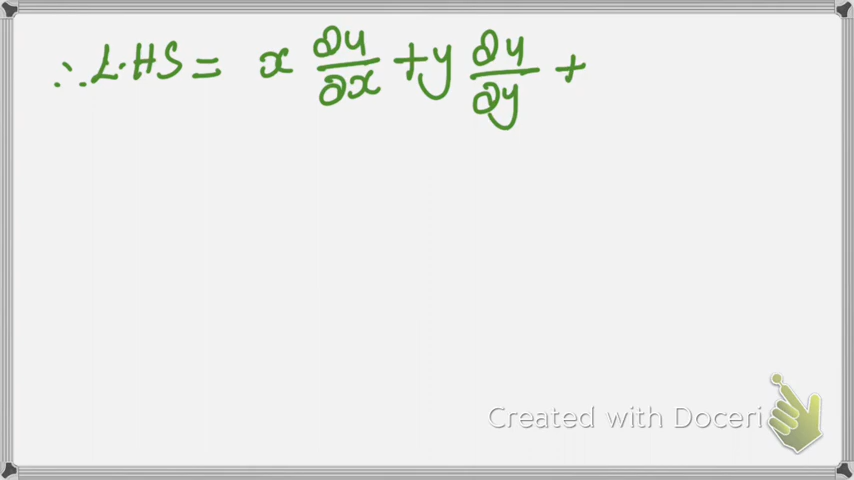 ∴ L.HS = x ∂u/∂x + y ∂u/∂y +
Created with Doceri